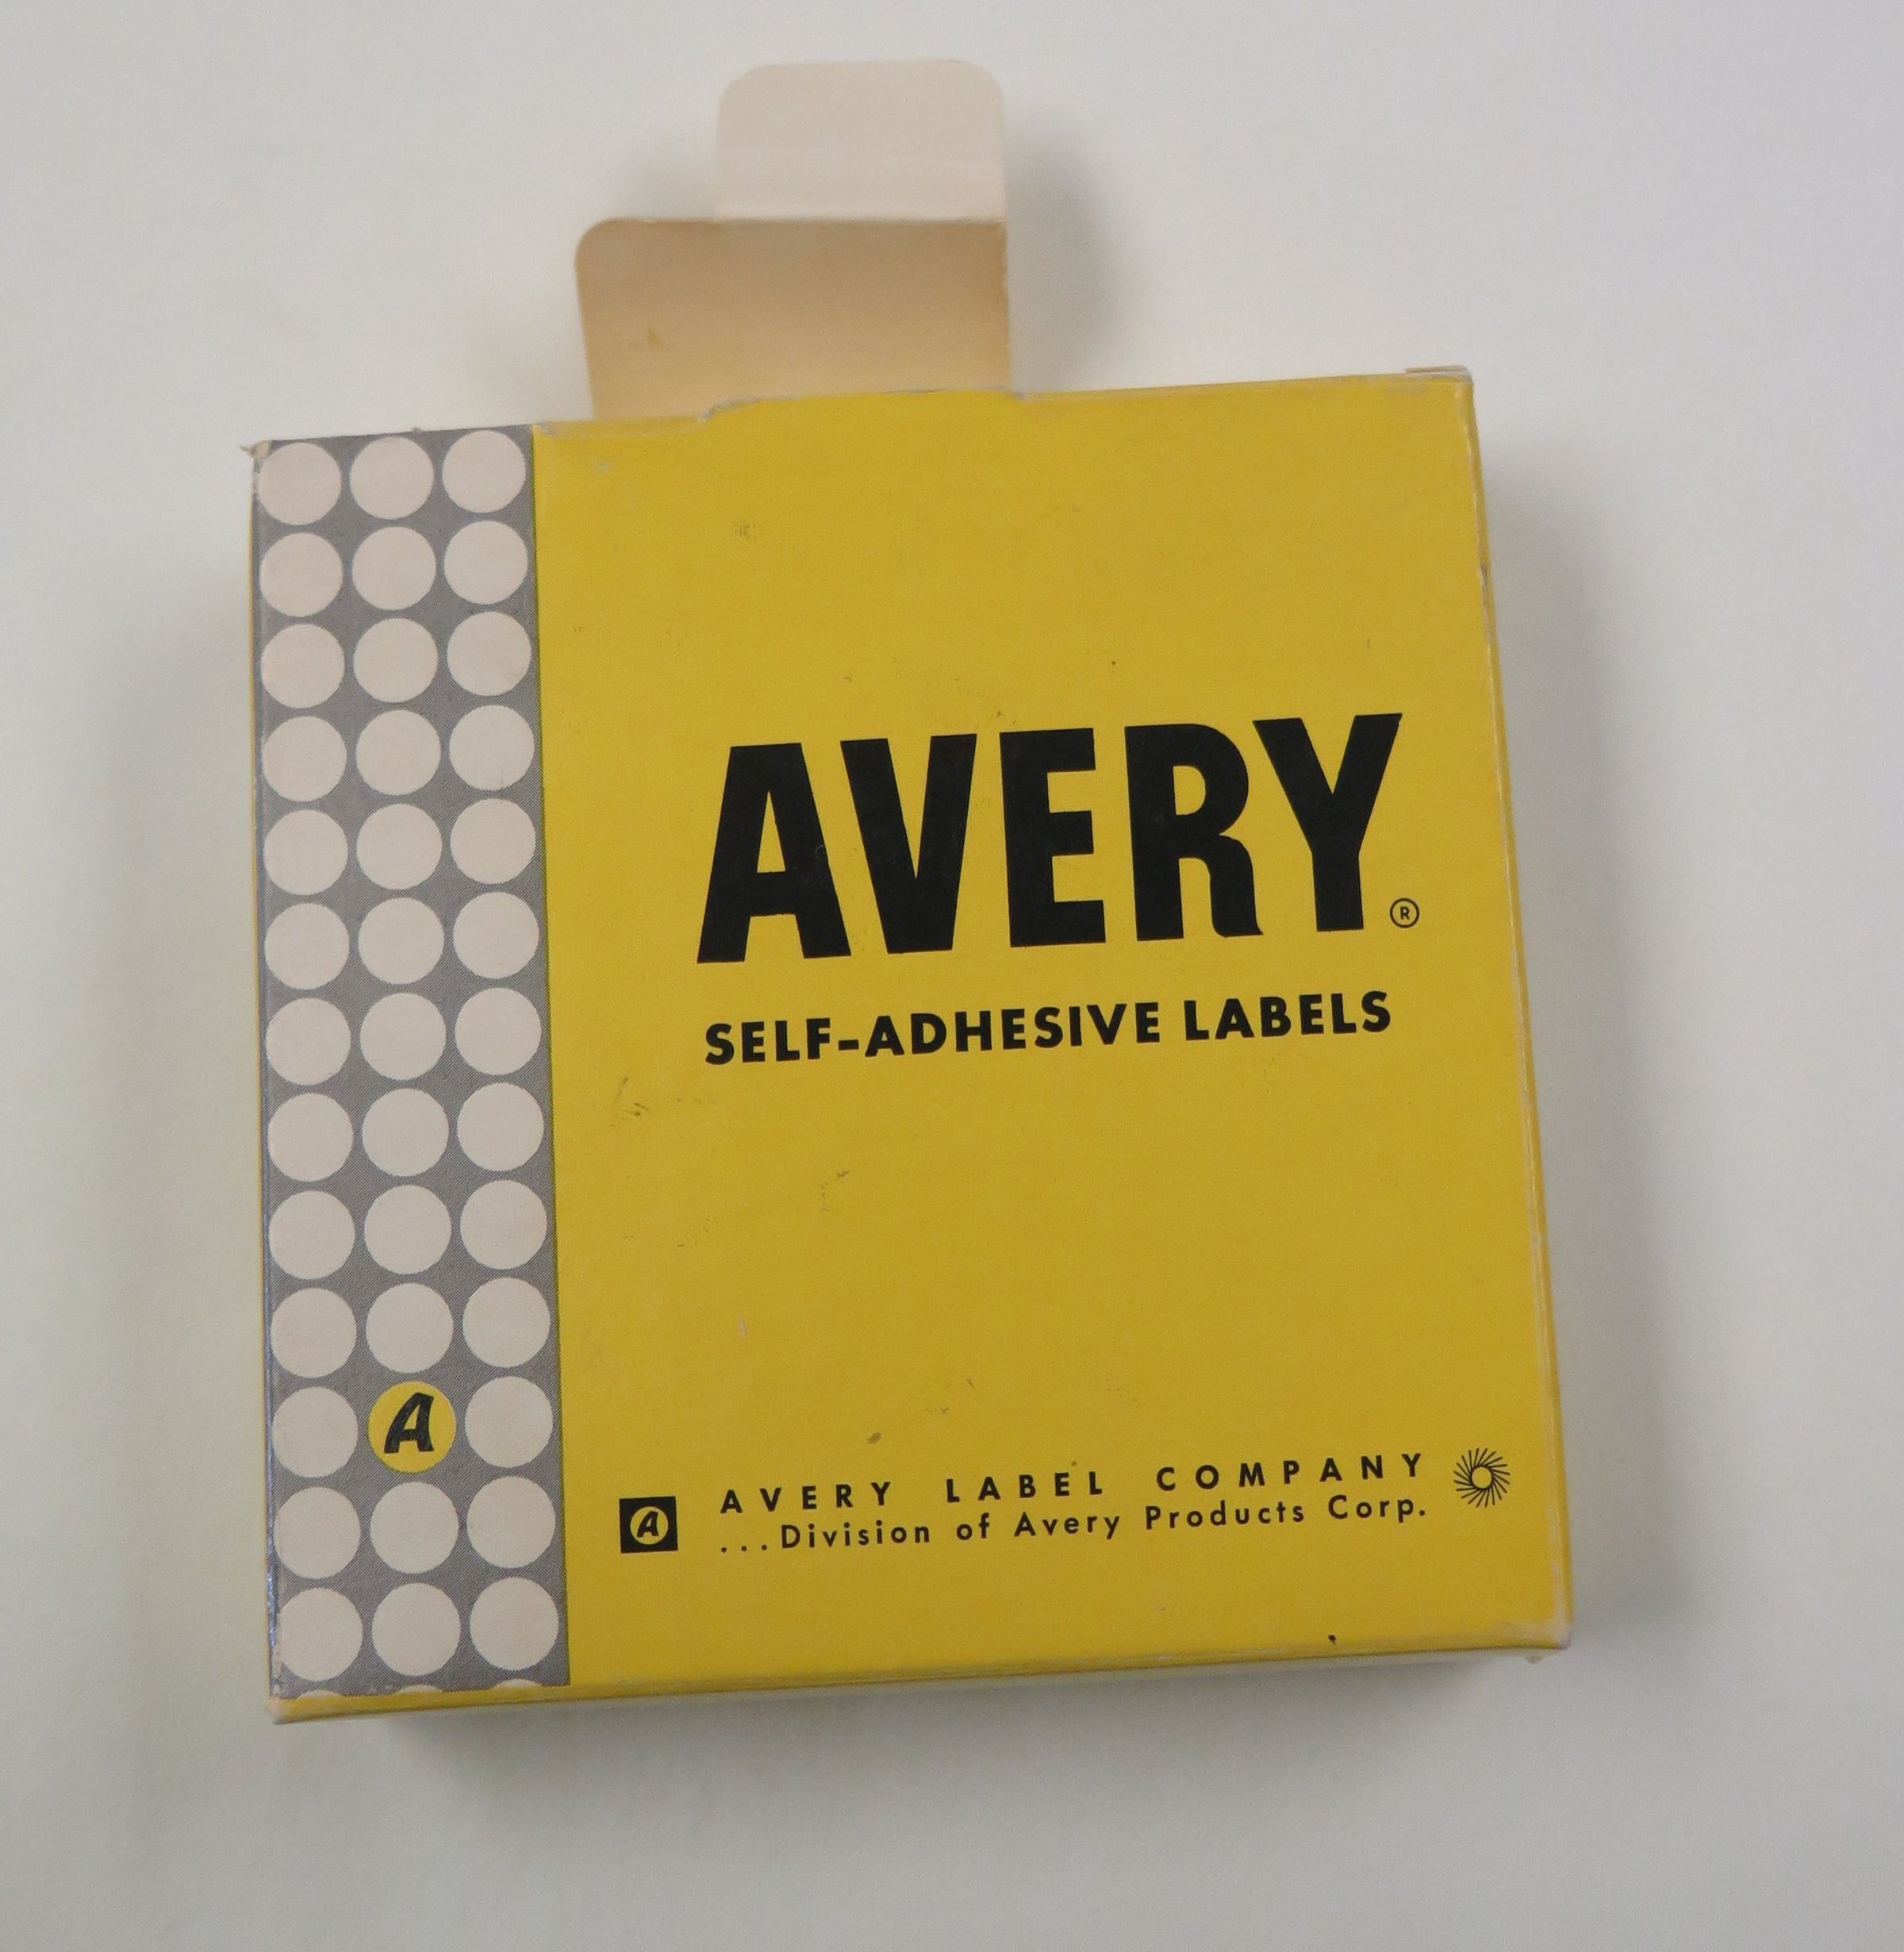 AVERY®
SELF-ADHESIVE LABELS
A
A
AVERY LABEL COMPANY
...Division of Avery Products Corp.